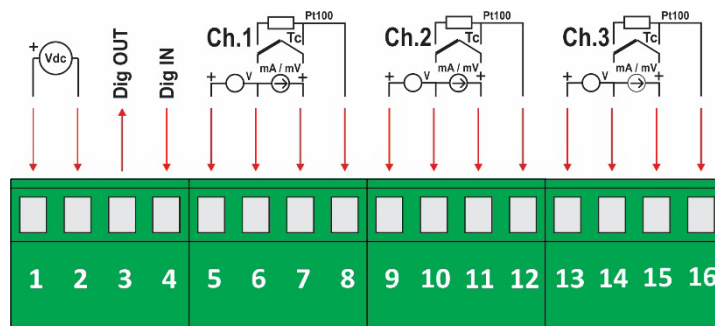 Pt100 Pt100 Pt100
Ch.1 Tc Ch.2 Tc Ch.3 Tc
Dig OUT
Dig IN
+ Vdc
mA / mV mA / mV mA / mV
+ V + + V + + V +
1 2 3 4 5 6 7 8 9 10 11 12 13 14 15 16